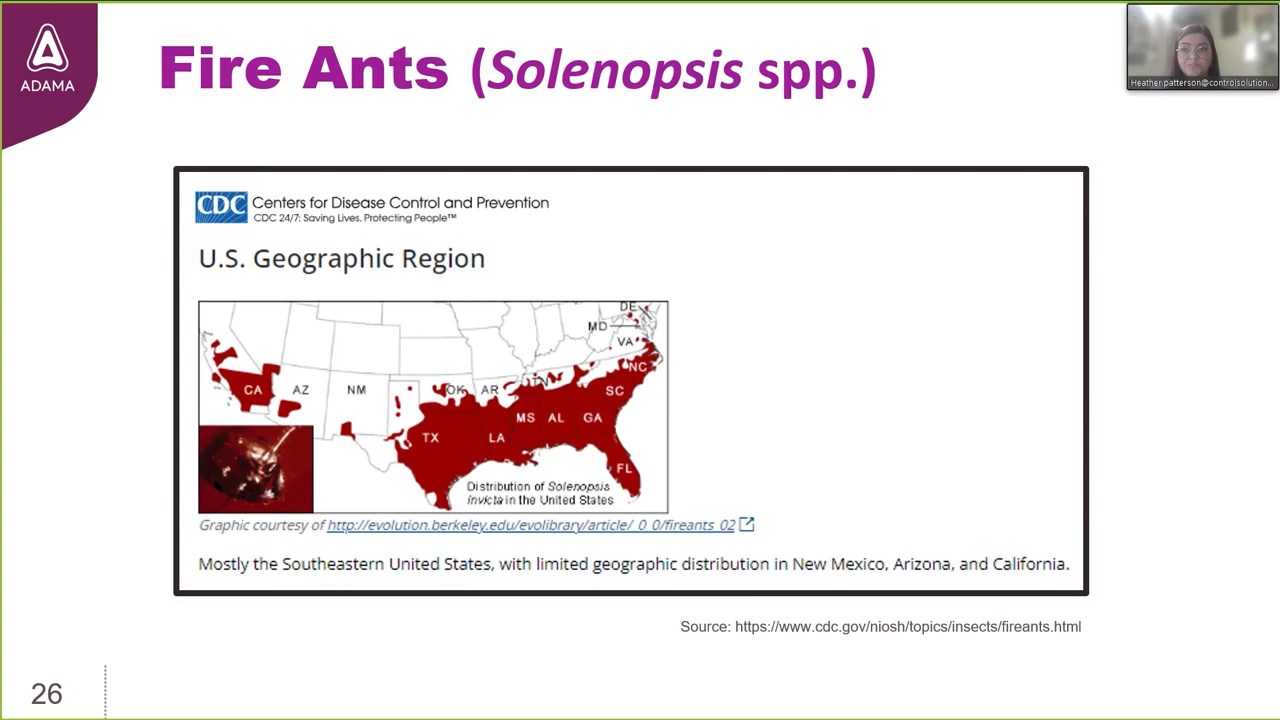 ADAMA
Fire Ants (Solenopsis spp.)
Heather.patterson@controlsolution...
CDC
Centers for Disease Control and Prevention
CDC 24/7: Saving Lives, Protecting People™
U.S. Geographic Region
DE
MD
VA
NC
CA
AZ
NM
OK
AR
TN
SC
MS
AL
GA
TX
LA
FL
Distribution of Solenopsis
invicta in the United States
Graphic courtesy of http://evolution.berkeley.edu/evolibrary/article/_0_0/fireants_02
Mostly the Southeastern United States, with limited geographic distribution in New Mexico, Arizona, and California.
Source: https://www.cdc.gov/niosh/topics/insects/fireants.html
26